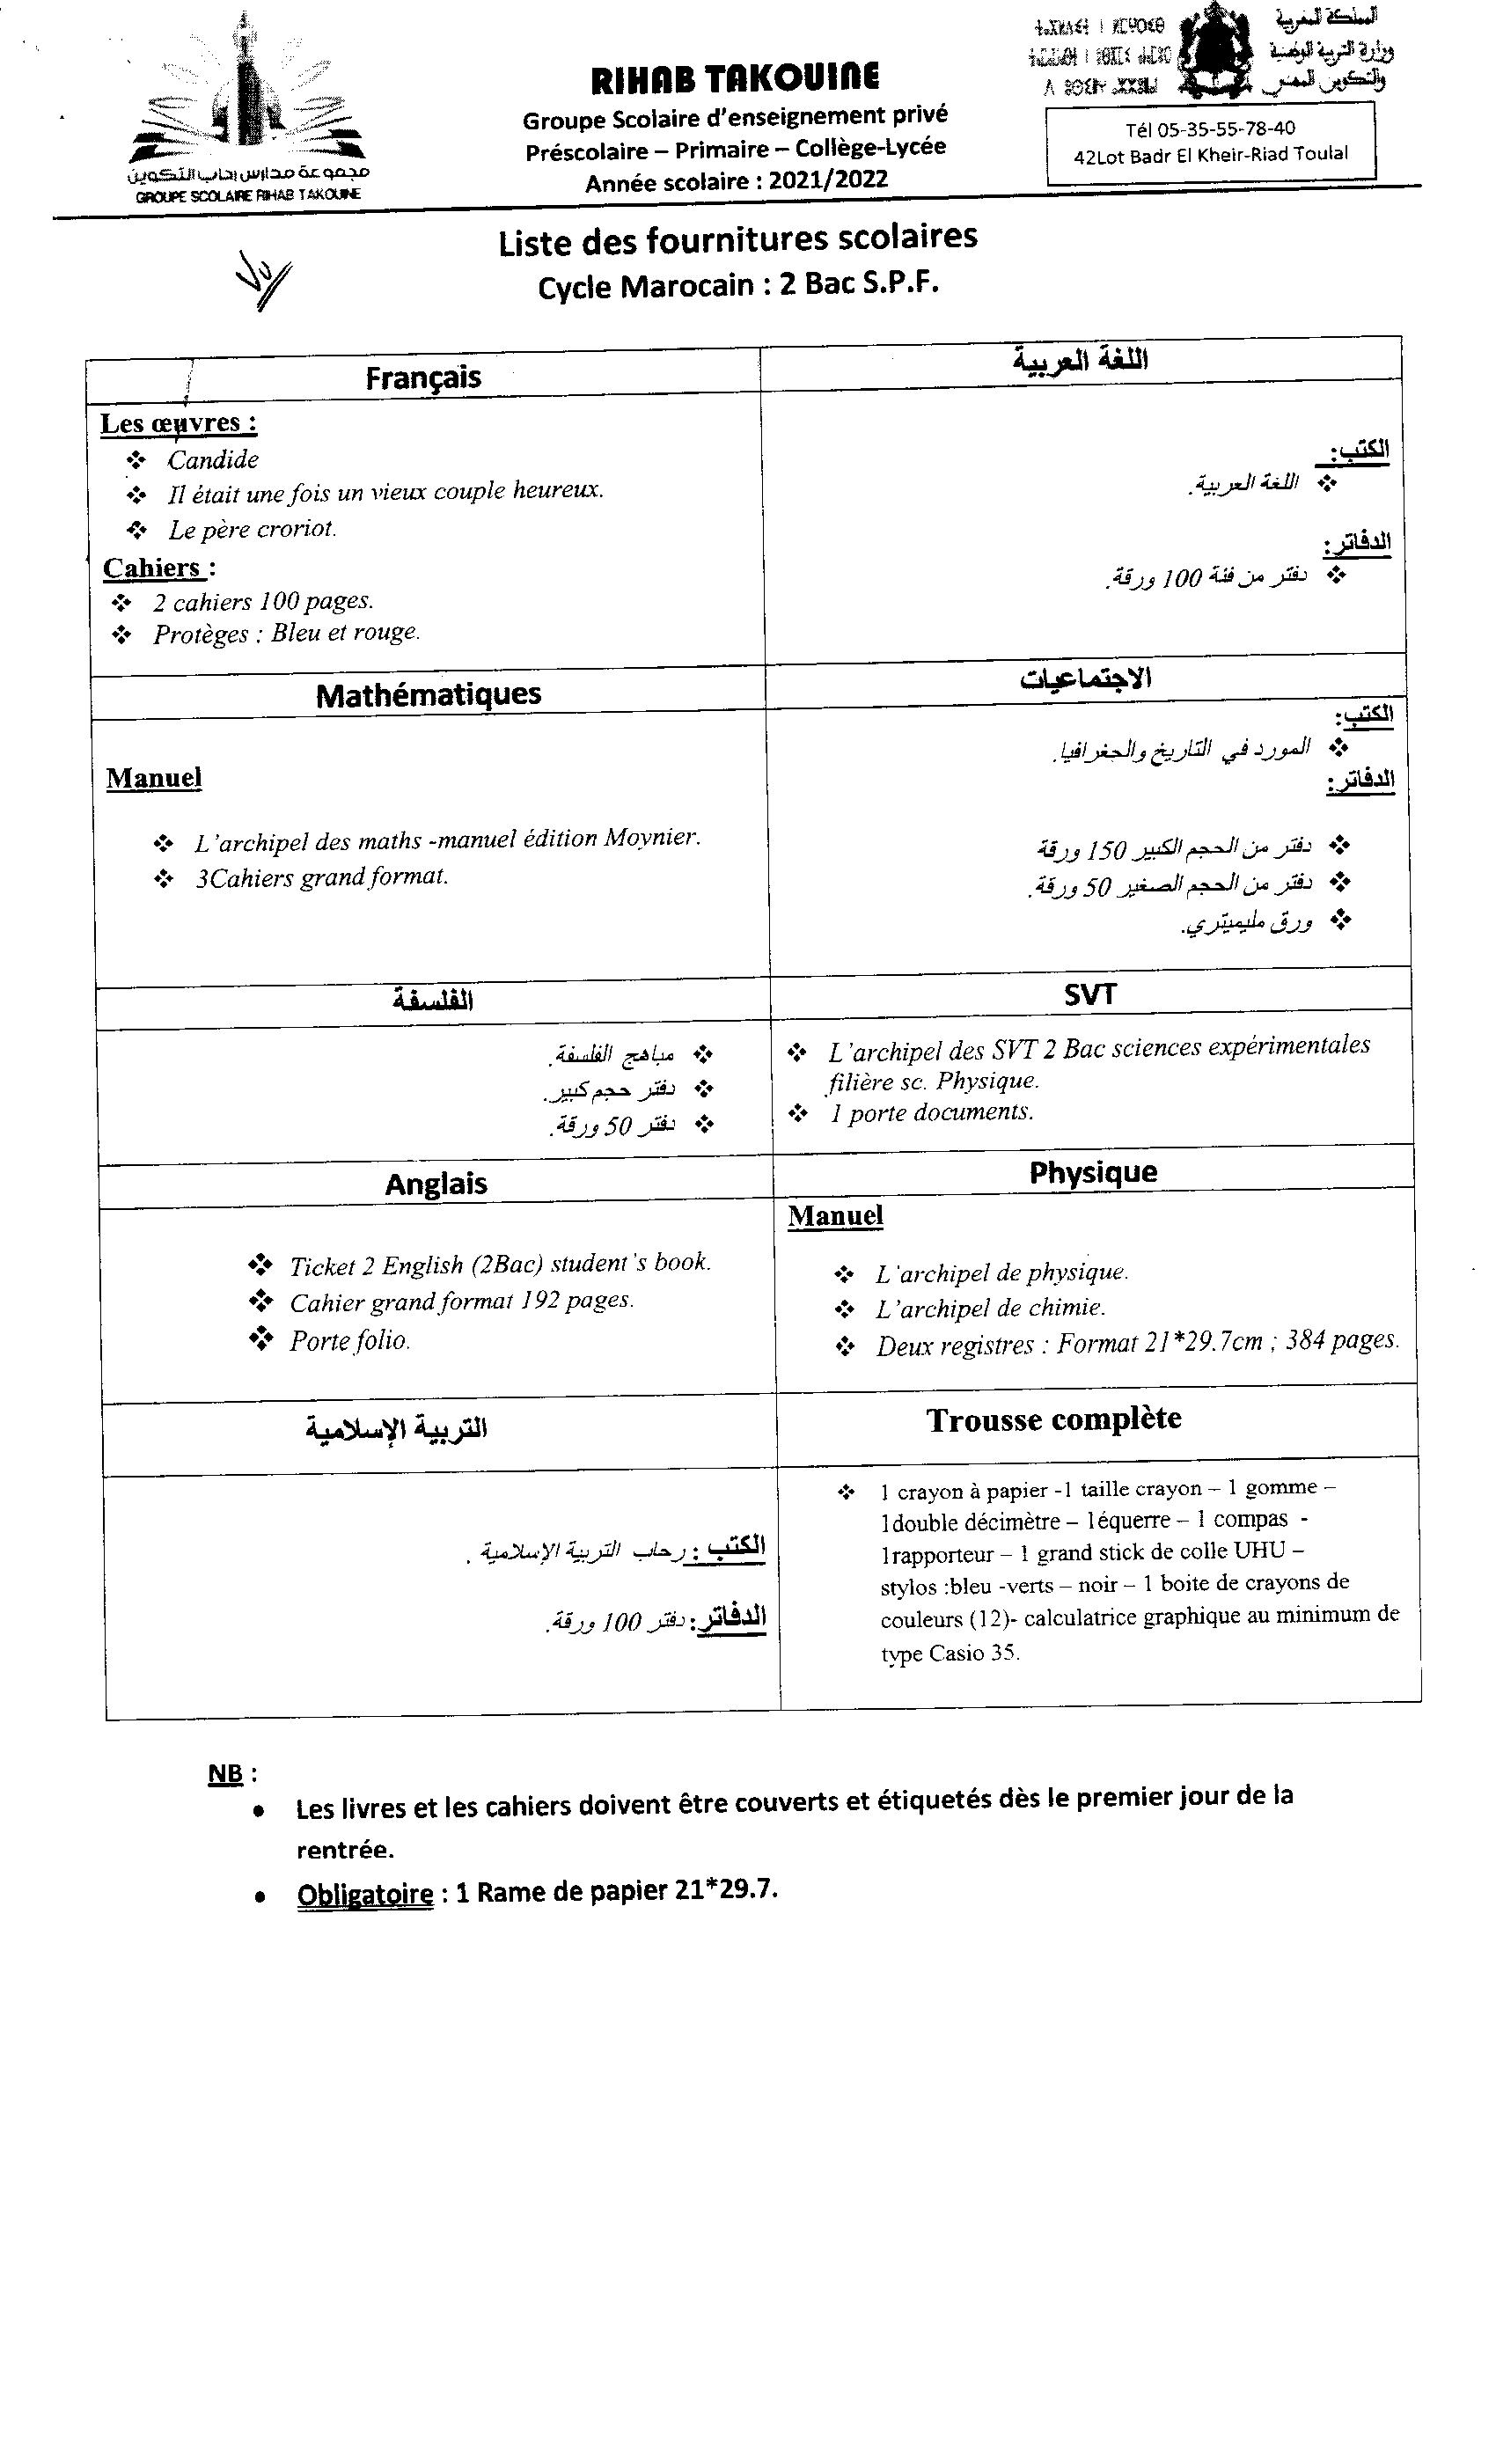 مجموعة مدارس رحاب التكوين
GROUPE SCOLAIRE RIHAB TAKOUINE
RIHAB TAKOUINE
Groupe Scolaire d'enseignement privé
Préscolaire – Primaire – Collège-Lycée
Année scolaire : 2021/2022
المملكة المغربية
وزارة التربية الوطنية
والتكوين المهني
Tél 05-35-55-78-40
42Lot Badr El Kheir-Riad Toulal
Liste des fournitures scolaires
Cycle Marocain : 2 Bac S.P.F.
Vu
Français
Les œuvres :
❖ Candide
❖ Il était une fois un vieux couple heureux.
❖ Le père croriot.
Cahiers :
❖ 2 cahiers 100 pages.
❖ Protèges : Bleu et rouge.
اللغة العربية
الكتب:
❖ اللغة العربية.
الدفاتر:
❖ دفتر من فئة 100 ورقة.
Mathématiques
Manuel
❖ L'archipel des maths -manuel édition Moynier.
❖ 3Cahiers grand format.
الاجتماعيات
الكتب:
❖ المورد في التاريخ والجغرافيا.
الدفاتر:
❖ دفتر من الحجم الكبير 150 ورقة
❖ دفتر من الحجم الصغير 50 ورقة.
❖ ورق مليميتري.
الفلسفة
❖ مباهج الفلسفة.
❖ دفتر حجم كبير.
❖ دفتر 50 ورقة.
SVT
❖ L'archipel des SVT 2 Bac sciences expérimentales
filière sc. Physique.
❖ 1 porte documents.
Anglais
❖ Ticket 2 English (2Bac) student's book.
❖ Cahier grand format 192 pages.
❖ Porte folio.
Physique
Manuel
❖ L'archipel de physique.
❖ L'archipel de chimie.
❖ Deux registres : Format 21*29.7cm ; 384 pages.
التربية الإسلامية
الكتب : رحاب التربية الإسلامية .
الدفاتر: دفتر 100 ورقة.
Trousse complète
❖ 1 crayon à papier -1 taille crayon – 1 gomme –
1double décimètre – 1équerre – 1 compas -
1rapporteur – 1 grand stick de colle UHU –
stylos :bleu -verts – noir – 1 boite de crayons de
couleurs (12)- calculatrice graphique au minimum de
type Casio 35.
NB :
• Les livres et les cahiers doivent être couverts et étiquetés dès le premier jour de la
rentrée.
• Obligatoire : 1 Rame de papier 21*29.7.